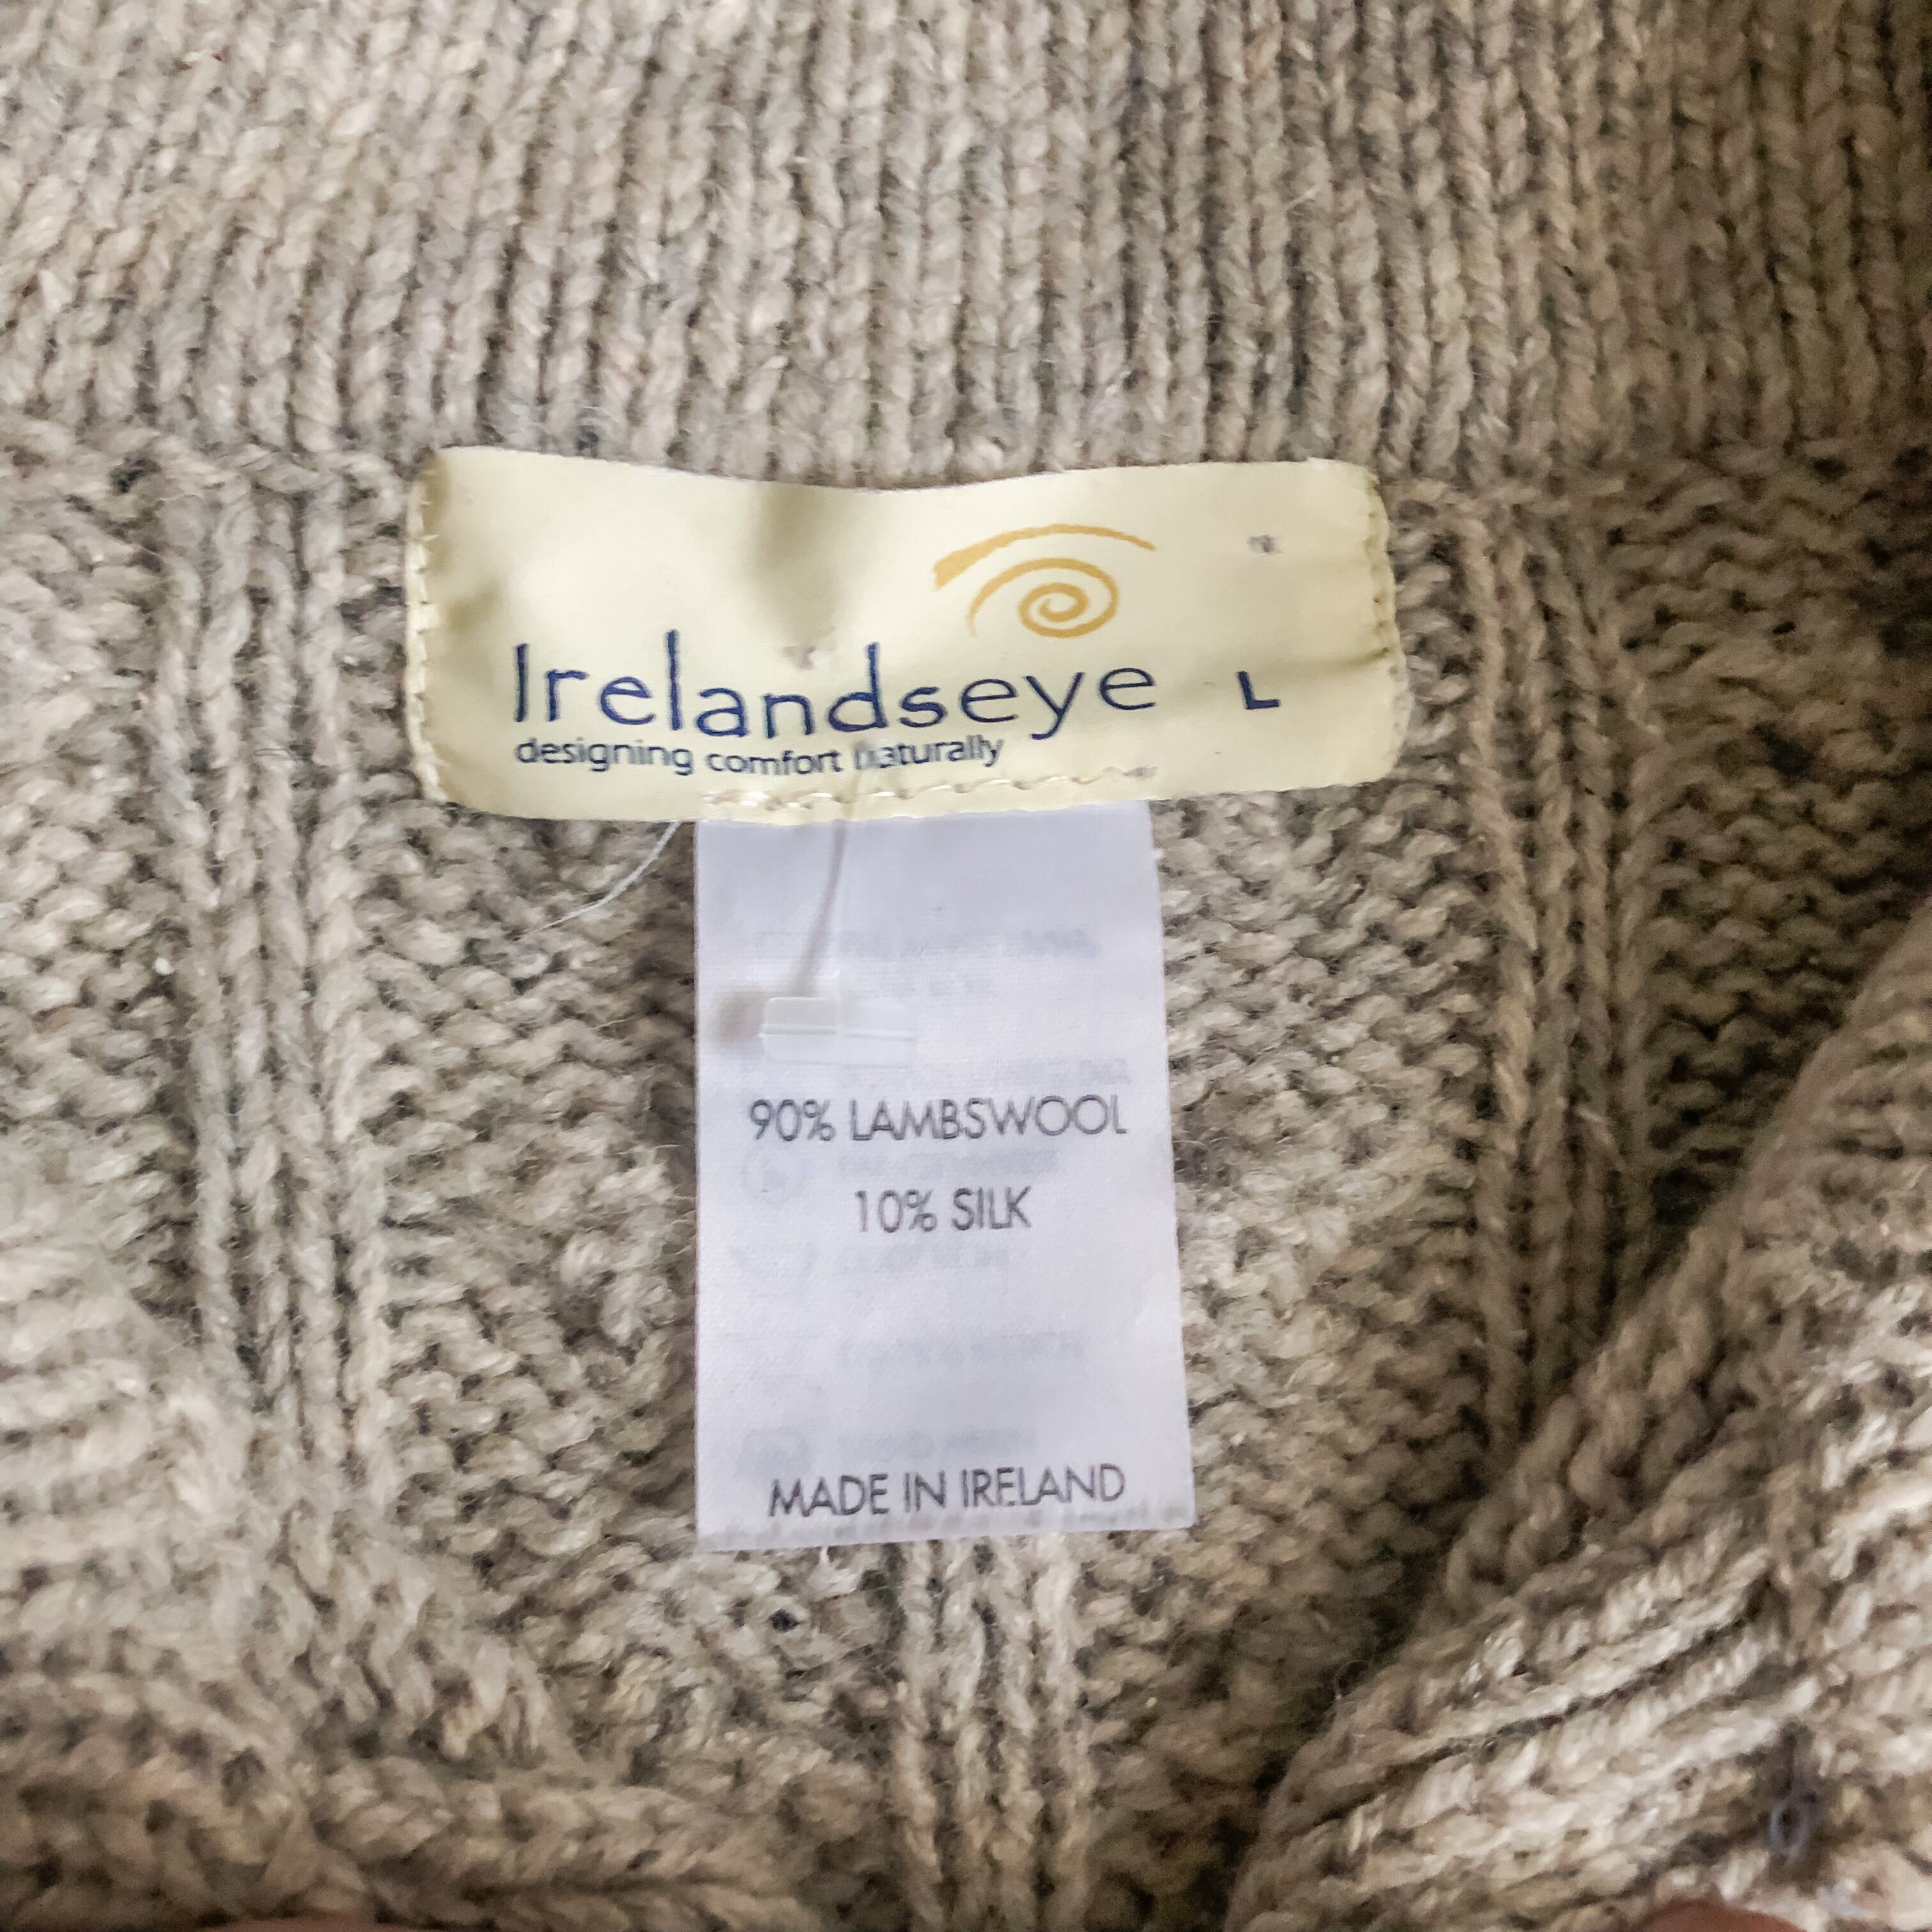 Irelandseye L
designing comfort naturally
90% LAMBSWOOL
10% SILK
MADE IN IRELAND